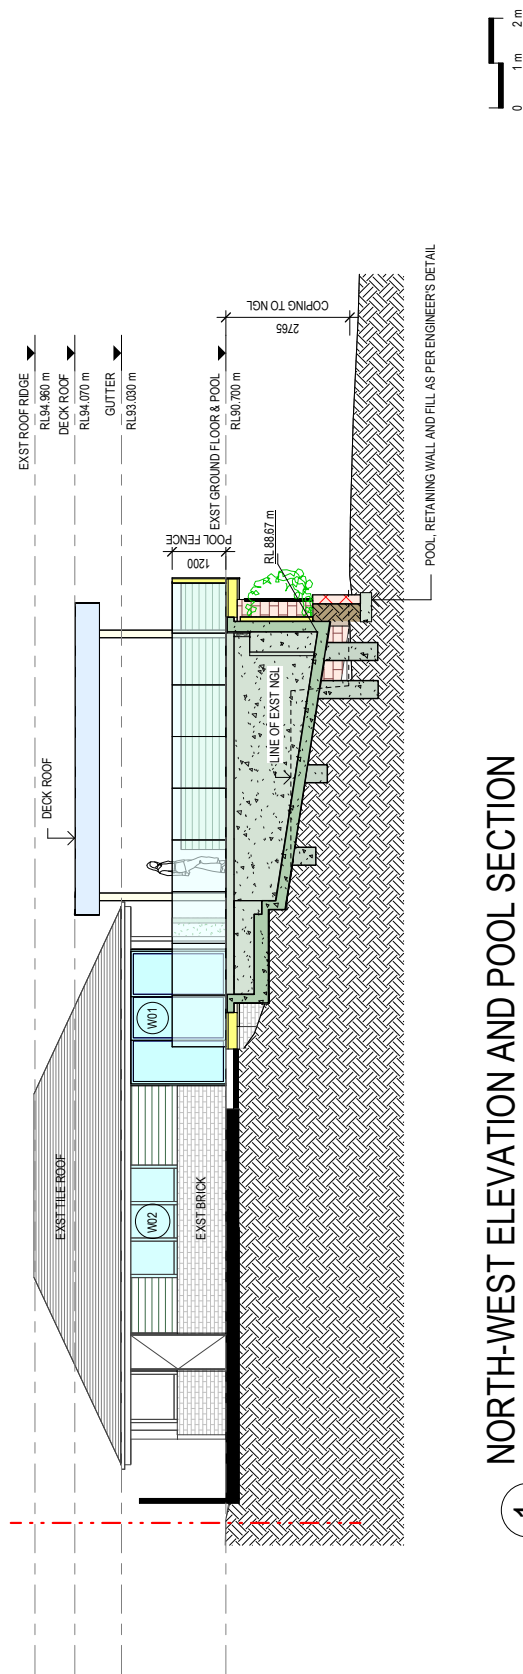 EXST ROOF RIDGE
RL94.960 m
DECK ROOF
RL94.070 m
GUTTER
RL93.030 m
EXST GROUND FLOOR & POOL
RL90.700 m
DECK ROOF
EXST TILE ROOF
W02
W01
EXST BRICK
1200
POOL FENCE
RL 88.67 m
LINE OF EXST NGL
2765
COPING TO NGL
POOL, RETAINING WALL AND FILL AS PER ENGINEER'S DETAIL
NORTH-WEST ELEVATION AND POOL SECTION
0 1 m 2 m